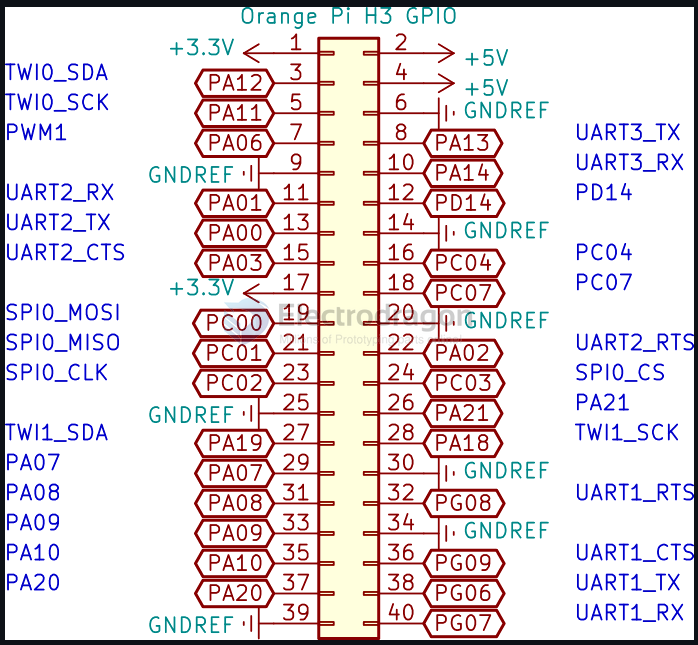 Orange Pi H3 GPIO
+3.3V 1 2 +5V
TWI0_SDA PA12 3 4 +5V
TWI0_SCK PA11 5 6 GNDREF
PWM1 PA06 7 8 PA13 UART3_TX
GNDREF 9 10 PA14 UART3_RX
UART2_RX PA01 11 12 PD14 PD14
UART2_TX PA00 13 14 GNDREF
UART2_CTS PA03 15 16 PC04 PC04
+3.3V 17 18 PC07 PC07
SPI0_MOSI PC00 19 20 GNDREF
Electrodragon
SPI0_MISO PC01 21 22 PA02 UART2_RTS
SPI0_CLK PC02 23 24 PC03 SPI0_CS
GNDREF 25 26 PA21 PA21
TWI1_SDA PA19 27 28 PA18 TWI1_SCK
PA07 PA07 29 30 GNDREF
PA08 PA08 31 32 PG08 UART1_RTS
PA09 PA09 33 34 GNDREF
PA10 PA10 35 36 PG09 UART1_CTS
PA20 PA20 37 38 PG06 UART1_TX
GNDREF 39 40 PG07 UART1_RX